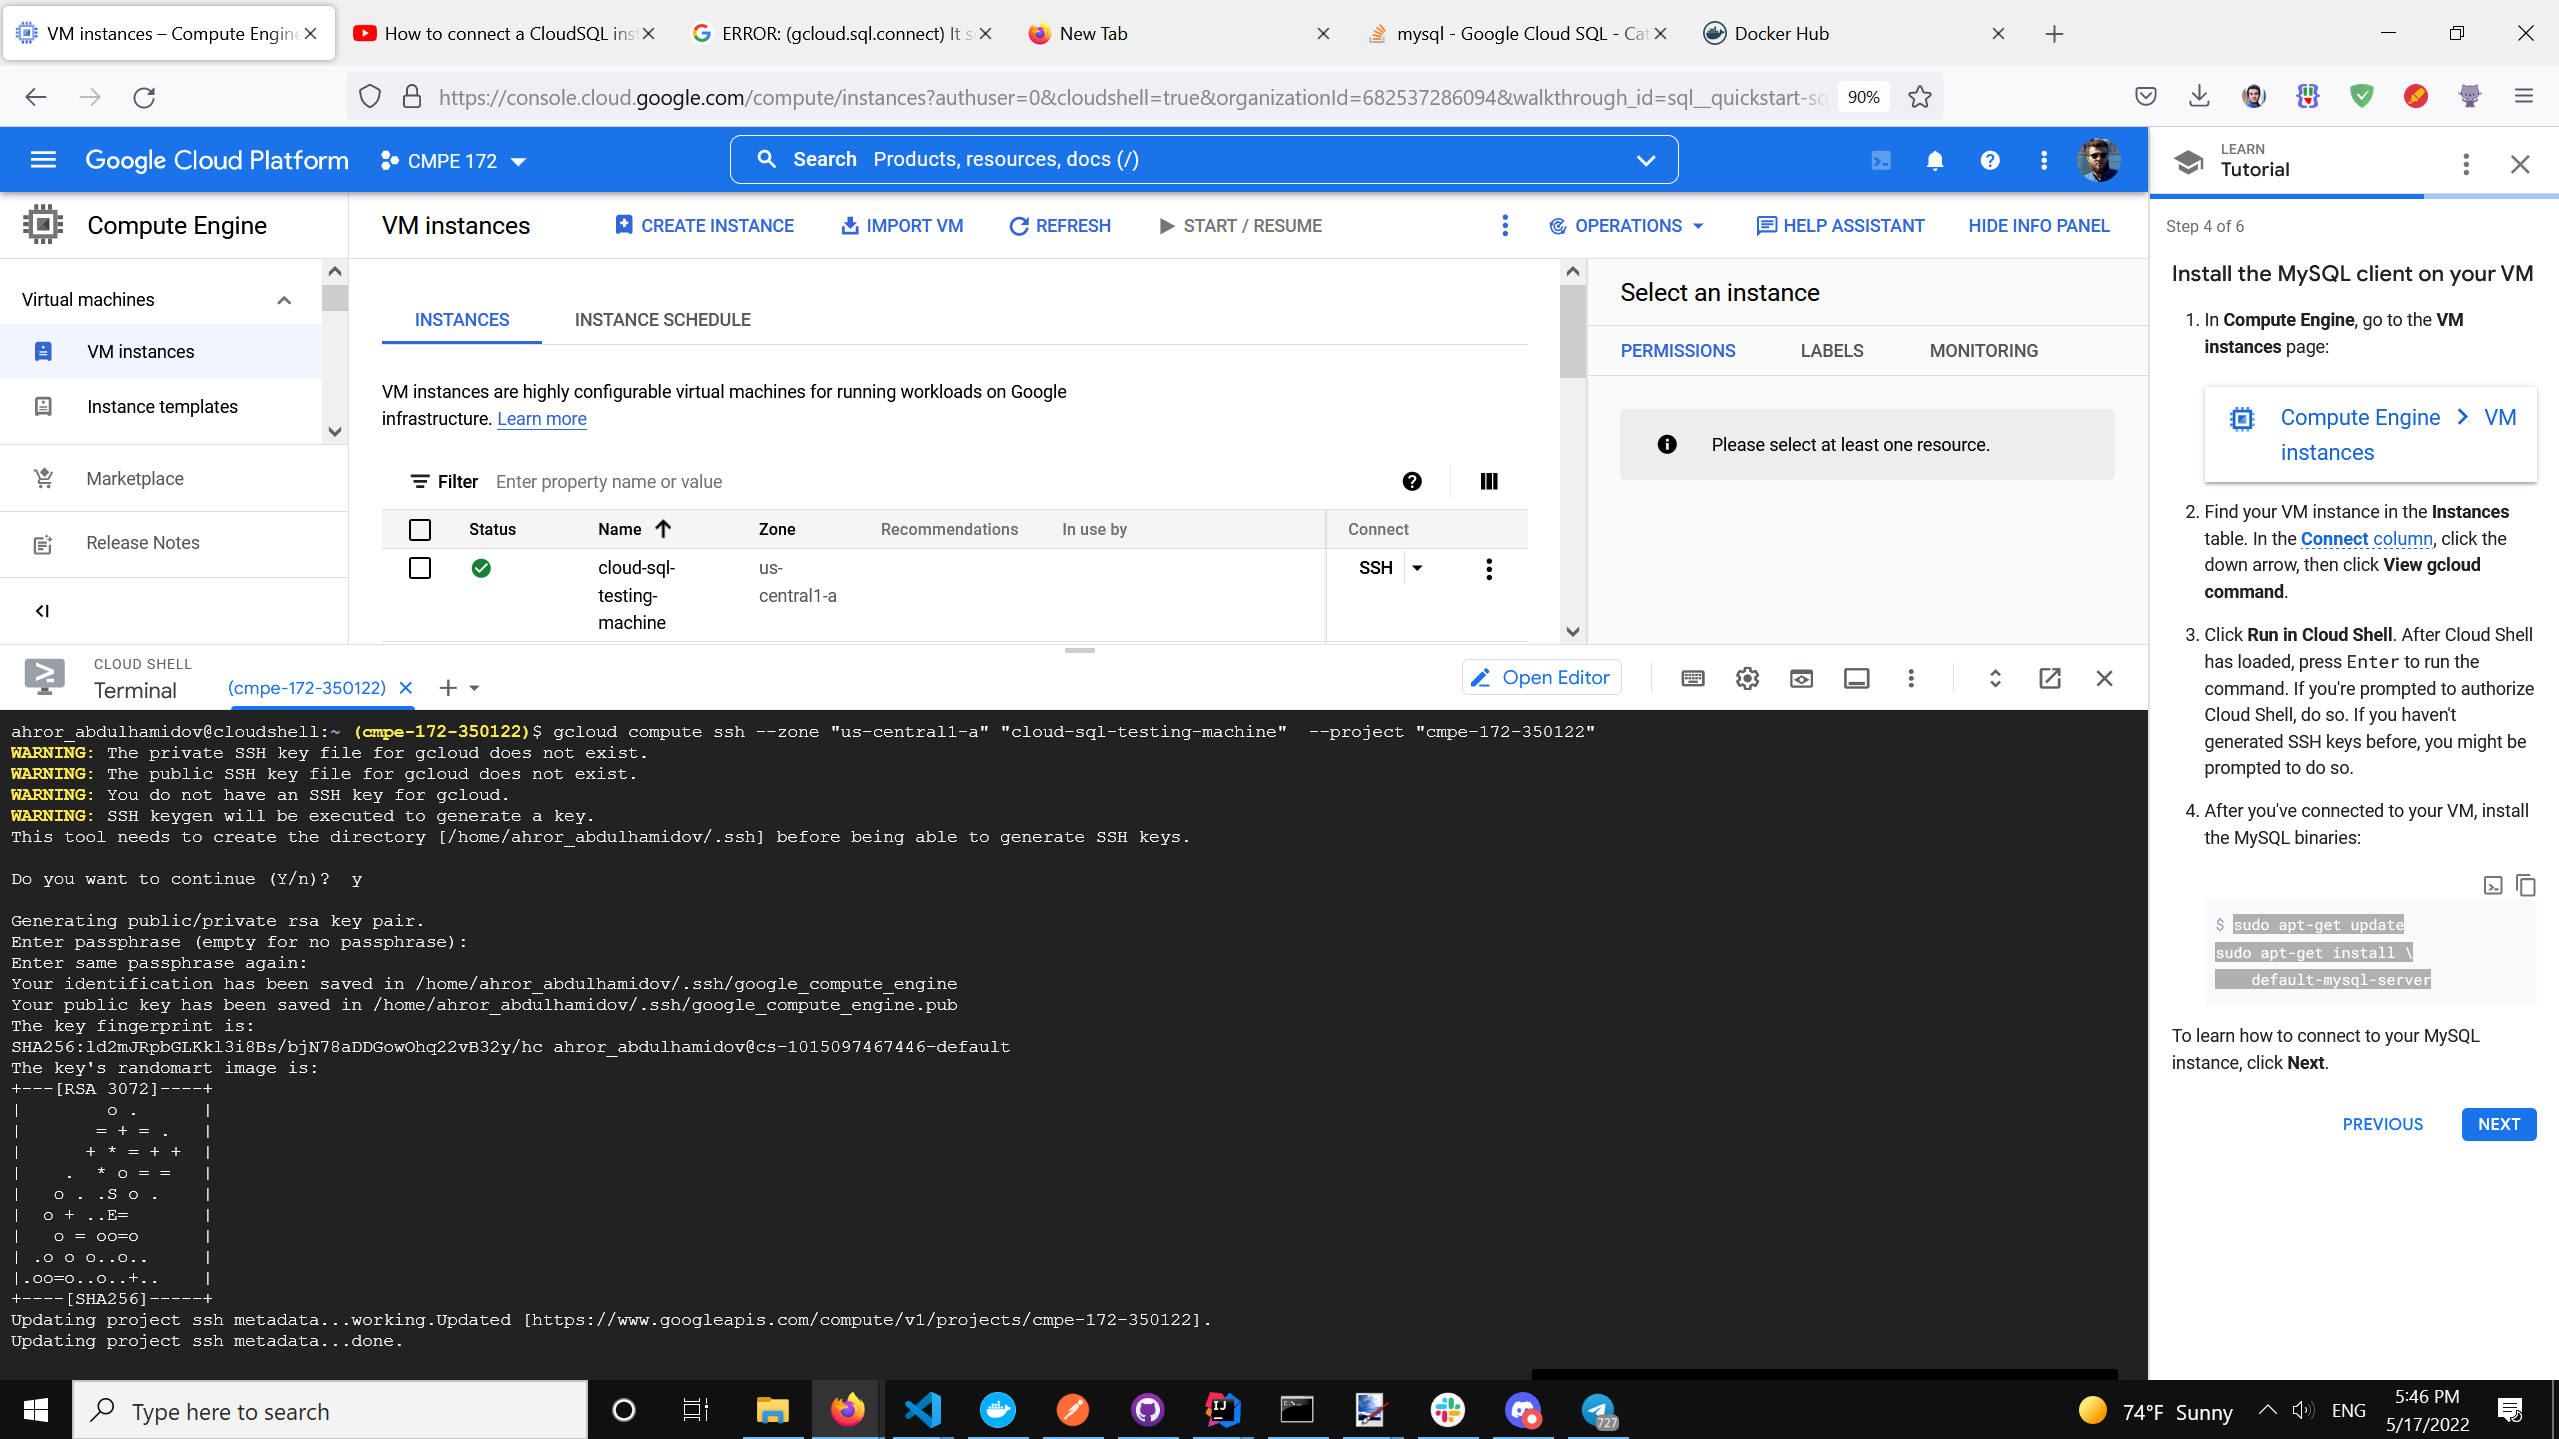 VM instances – Compute Engine
How to connect a CloudSQL ins
ERROR: (gcloud.sql.connect) It s
New Tab
mysql - Google Cloud SQL - Cat
Docker Hub
https://console.cloud.google.com/compute/instances?authuser=0&cloudshell=true&organizationId=682537286094&walkthrough_id=sql__quickstart-sq
90%
Google Cloud Platform
CMPE 172
Search Products, resources, docs (/)
LEARN
Tutorial
Compute Engine
VM instances
CREATE INSTANCE
IMPORT VM
REFRESH
START / RESUME
OPERATIONS
HELP ASSISTANT
HIDE INFO PANEL
Virtual machines
VM instances
Instance templates
Marketplace
Release Notes
INSTANCES
INSTANCE SCHEDULE
VM instances are highly configurable virtual machines for running workloads on Google
infrastructure. Learn more
Filter Enter property name or value
Status Name Zone Recommendations In use by Connect
cloud-sql-
testing-
machine
us-
central1-a
SSH
Select an instance
PERMISSIONS
LABELS
MONITORING
Please select at least one resource.
Step 4 of 6
Install the MySQL client on your VM
1. In Compute Engine, go to the VM
instances page:
Compute Engine > VM
instances
2. Find your VM instance in the Instances
table. In the Connect column, click the
down arrow, then click View gcloud
command.
3. Click Run in Cloud Shell. After Cloud Shell
has loaded, press Enter to run the
command. If you're prompted to authorize
Cloud Shell, do so. If you haven't
generated SSH keys before, you might be
prompted to do so.
4. After you've connected to your VM, install
the MySQL binaries:
$ sudo apt-get update
sudo apt-get install \
default-mysql-server
To learn how to connect to your MySQL
instance, click Next.
PREVIOUS
NEXT
CLOUD SHELL
Terminal
(cmpe-172-350122)
Open Editor
ahror_abdulhamidov@cloudshell:~ (cmpe-172-350122)$ gcloud compute ssh --zone "us-central1-a" "cloud-sql-testing-machine"  --project "cmpe-172-350122"
WARNING: The private SSH key file for gcloud does not exist.
WARNING: The public SSH key file for gcloud does not exist.
WARNING: You do not have an SSH key for gcloud.
WARNING: SSH keygen will be executed to generate a key.
This tool needs to create the directory [/home/ahror_abdulhamidov/.ssh] before being able to generate SSH keys.
Do you want to continue (Y/n)?  y
Generating public/private rsa key pair.
Enter passphrase (empty for no passphrase):
Enter same passphrase again:
Your identification has been saved in /home/ahror_abdulhamidov/.ssh/google_compute_engine
Your public key has been saved in /home/ahror_abdulhamidov/.ssh/google_compute_engine.pub
The key fingerprint is:
SHA256:ld2mJRpbGLKkl3i8Bs/bjN78aDDGowOhq22vB32y/hc ahror_abdulhamidov@cs-1015097467446-default
The key's randomart image is:
+---[RSA 3072]----+
|        o .      |
|       = + = .   |
|      + * = + +  |
|    .  * o = =   |
|   o . .S o .    |
|  o + ..E=       |
|   o = oo=o      |
| .o o o..o..     |
|.oo=o..o..+..    |
+----[SHA256]-----+
Updating project ssh metadata...working.Updated [https://www.googleapis.com/compute/v1/projects/cmpe-172-350122].
Updating project ssh metadata...done.
Type here to search
727
74°F Sunny
ENG
5:46 PM
5/17/2022